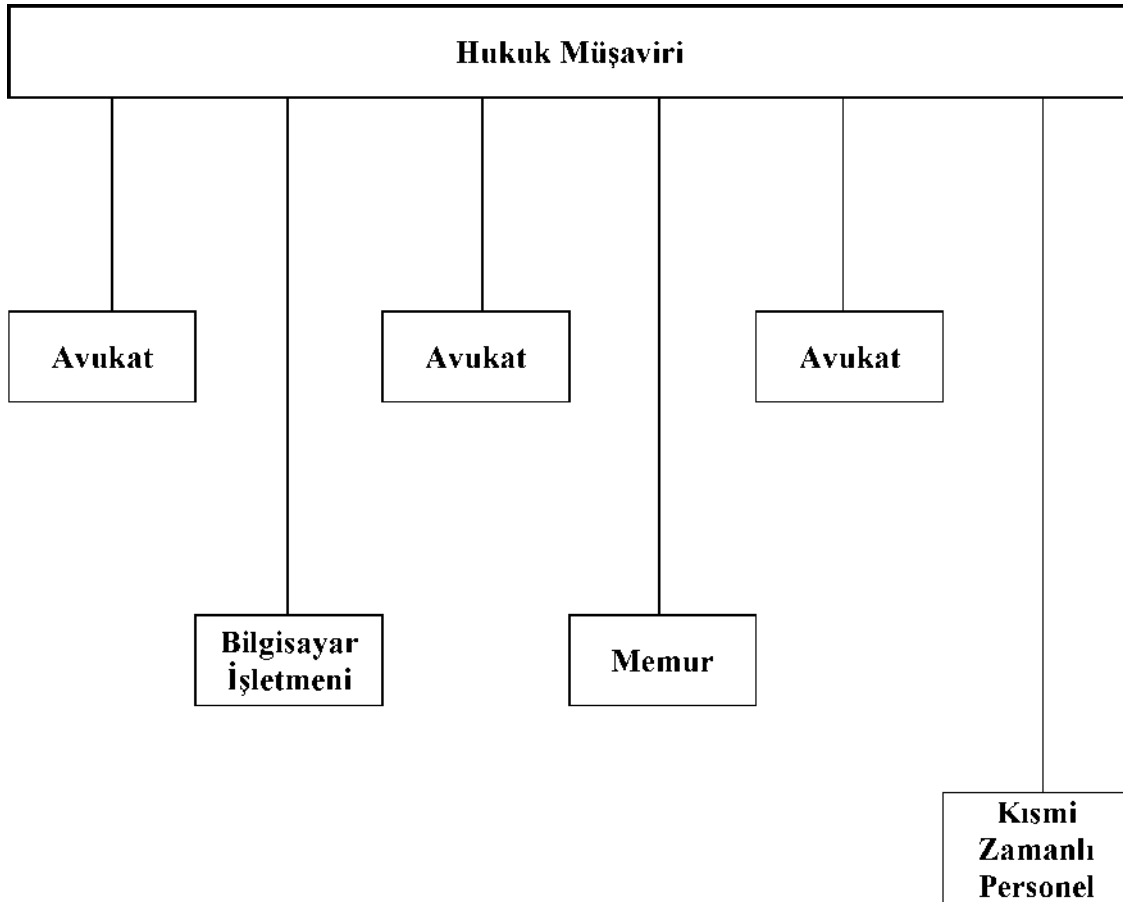 Hukuk Müşaviri
Avukat
Avukat
Avukat
Bilgisayar
İşletmeni
Memur
Kısmi
Zamanlı
Personel